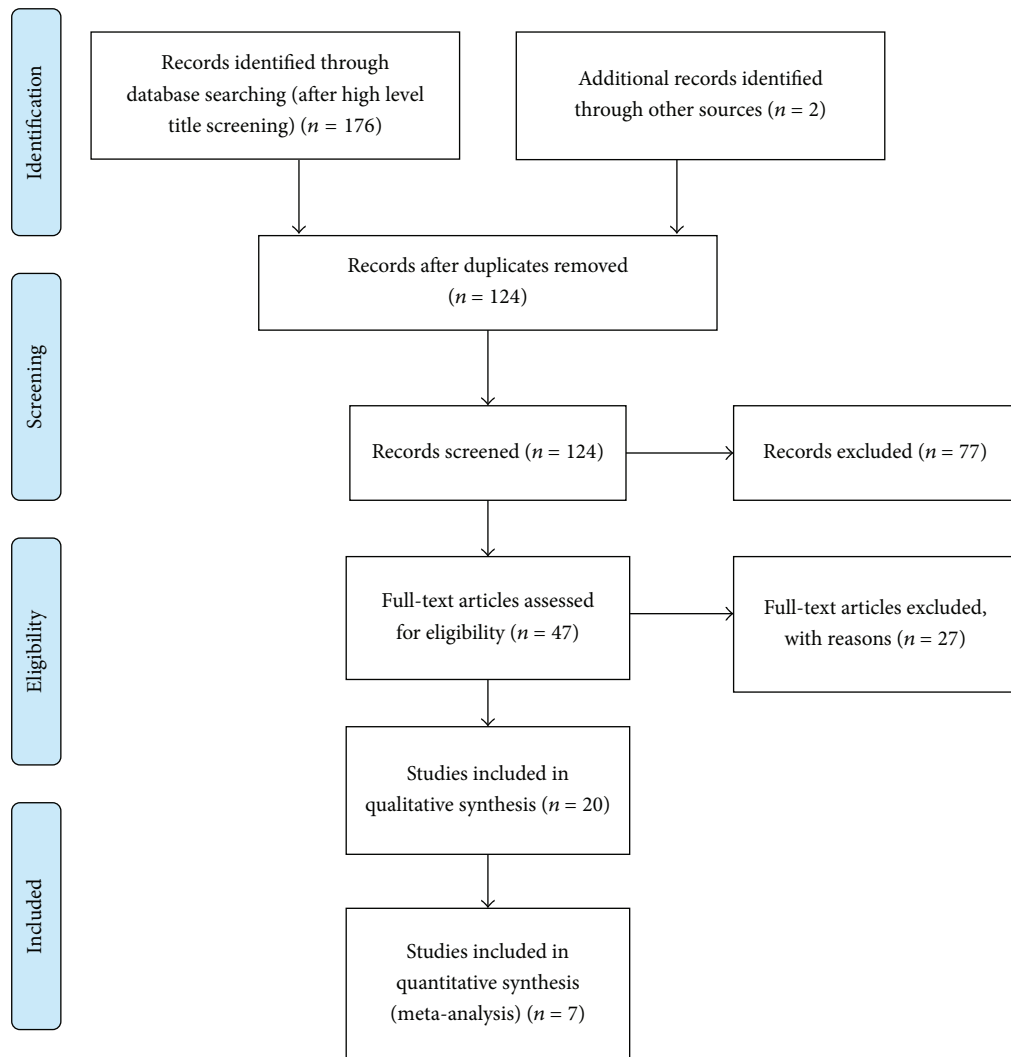 Identification
Records identified through
database searching (after high level
title screening) (n = 176)
Additional records identified
through other sources (n = 2)
Records after duplicates removed
(n = 124)
Screening
Records screened (n = 124)
Records excluded (n = 77)
Eligibility
Full-text articles assessed
for eligibility (n = 47)
Full-text articles excluded,
with reasons (n = 27)
Studies included in
qualitative synthesis (n = 20)
Included
Studies included in
quantitative synthesis
(meta-analysis) (n = 7)